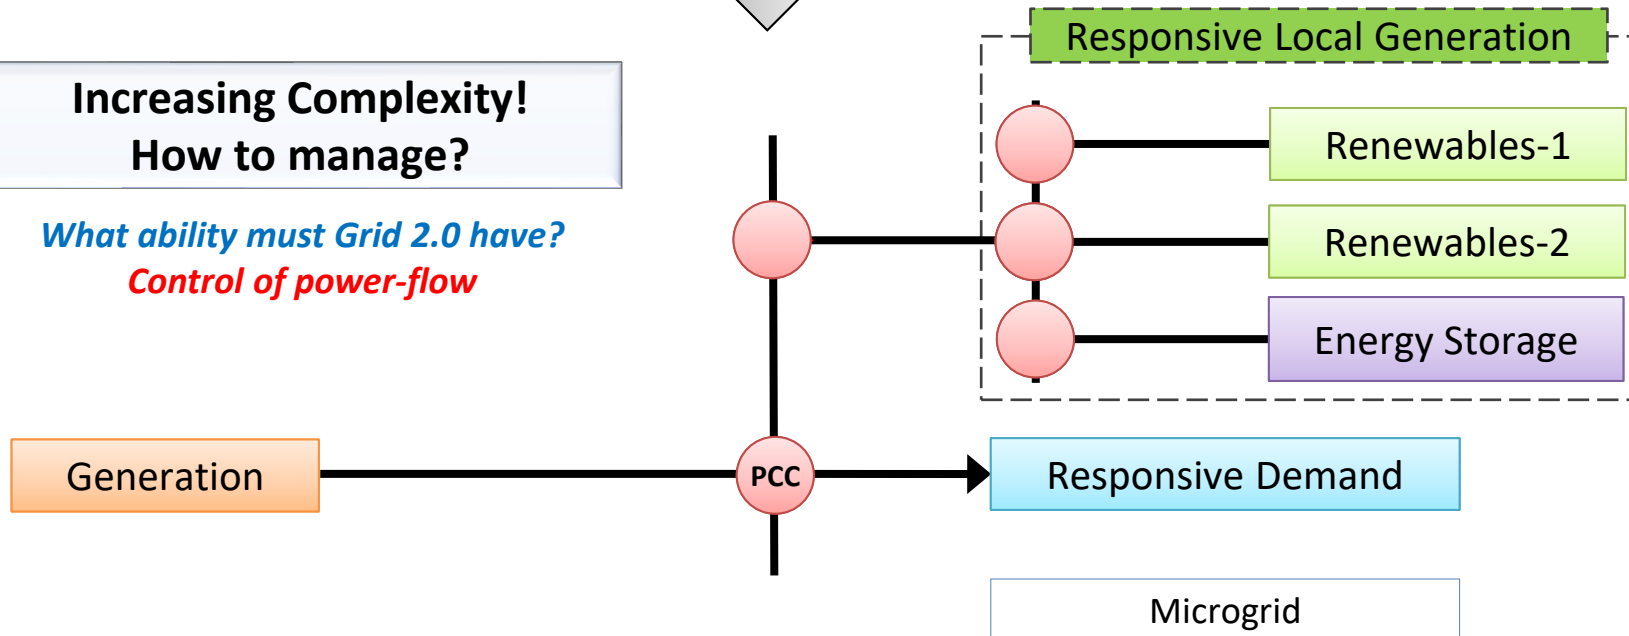 Responsive Local Generation
Increasing Complexity!
How to manage?
Renewables-1
What ability must Grid 2.0 have?
Control of power-flow
Renewables-2
Energy Storage
Generation
PCC
Responsive Demand
Microgrid